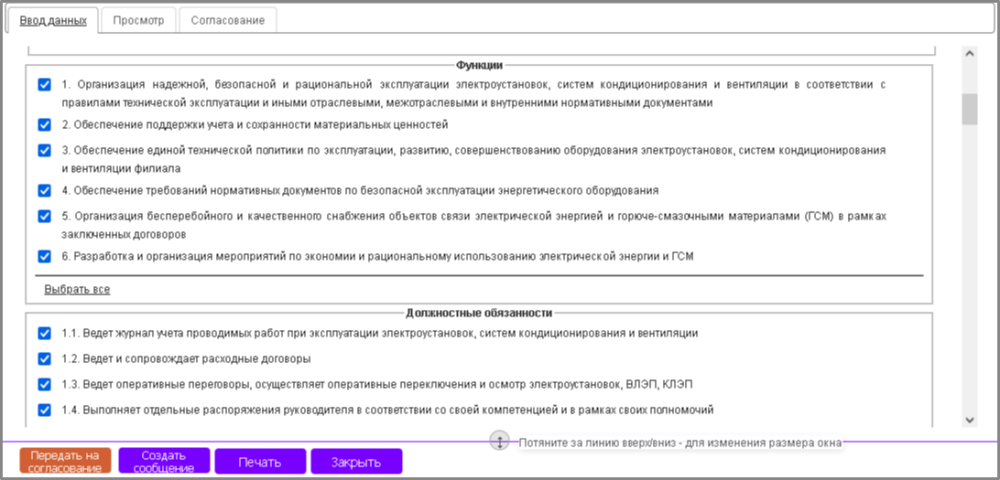 Ввод данных Просмотр Согласование
Функции
1. Организация надежной, безопасной и рациональной эксплуатации электроустановок, систем кондиционирования и вентиляции в соответствии с
правилами технической эксплуатации и иными отраслевыми, межотраслевыми и внутренними нормативными документами
2. Обеспечение поддержки учета и сохранности материальных ценностей
3. Обеспечение единой технической политики по эксплуатации, развитию, совершенствованию оборудования электроустановок, систем кондиционирования
и вентиляции филиала
4. Обеспечение требований нормативных документов по безопасной эксплуатации энергетического оборудования
5. Организация бесперебойного и качественного снабжения объектов связи электрической энергией и горюче-смазочными материалами (ГСМ) в рамках
заключенных договоров
6. Разработка и организация мероприятий по экономии и рациональному использованию электрической энергии и ГСМ
Выбрать все
Должностные обязанности
1.1. Ведет журнал учета проводимых работ при эксплуатации электроустановок, систем кондиционирования и вентиляции
1.2. Ведет и сопровождает расходные договоры
1.3. Ведет оперативные переговоры, осуществляет оперативные переключения и осмотр электроустановок, ВЛЭП, КЛЭП
1.4. Выполняет отдельные распоряжения руководителя в соответствии со своей компетенцией и в рамках своих полномочий
Потяните за линию вверх/вниз - для изменения размера окна
Передать на
согласование
Создать
сообщение
Печать
Закрыть